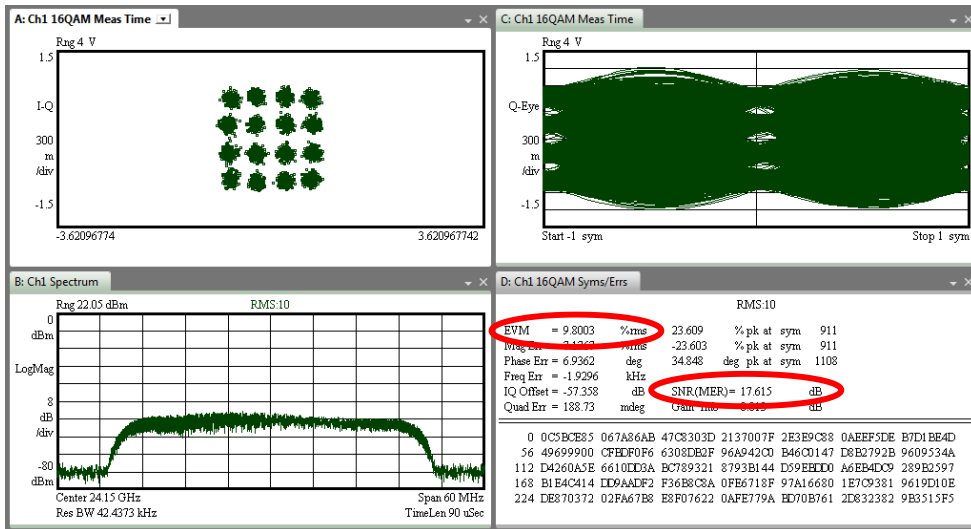 A: Ch1 16QAM Meas Time
Rng 4 V
1.5
I-Q
300
m
/div
-1.5
-3.62096774
3.620967742
C: Ch1 16QAM Meas Time
Rng 4 V
1.5
Q-Eye
300
m
/div
-1.5
Start -1 sym
Stop 1 sym
B: Ch1 Spectrum
Rng 22.05 dBm
RMS:10
0
dBm
LogMag
8
dB
/div
-80
dBm
Center 24.15 GHz
Span 60 MHz
Res BW 42.4373 kHz
TimeLen 90 uSec
D: Ch1 16QAM Syms/Errs
RMS:10
EVM = 9.8003 %rms 23.609 % pk at sym 911
Mag Err = %rms -23.603 % pk at sym 911
Phase Err = 6.9362 deg 34.848 deg pk at sym 1108
Freq Err = -1.9296 kHz
IQ Offset = -57.358 dB SNR(MER)= 17.615 dB
Quad Err = 188.73 mdeg Gain dB
0 0C5BCE85 067A86AB 47C8303D 2137007F 2E3E9C88 0AEEF5DE B7D1BE4D
56 49699900 CFBDF0F6 6308DB2F 96A942C0 B46C0147 D8B2792B 9609534A
112 D4260A5E 6610DD3A BC789321 8793B144 D59EBDD0 A6EB4DC9 289B2597
168 B1E4C414 DD9AADF2 F36B8C8A 0FE6718F 97A16680 1E7C9381 9619D10E
224 DE870372 02FA67B8 E8F07622 0AFE779A BD70B761 2D832382 9B3515F5